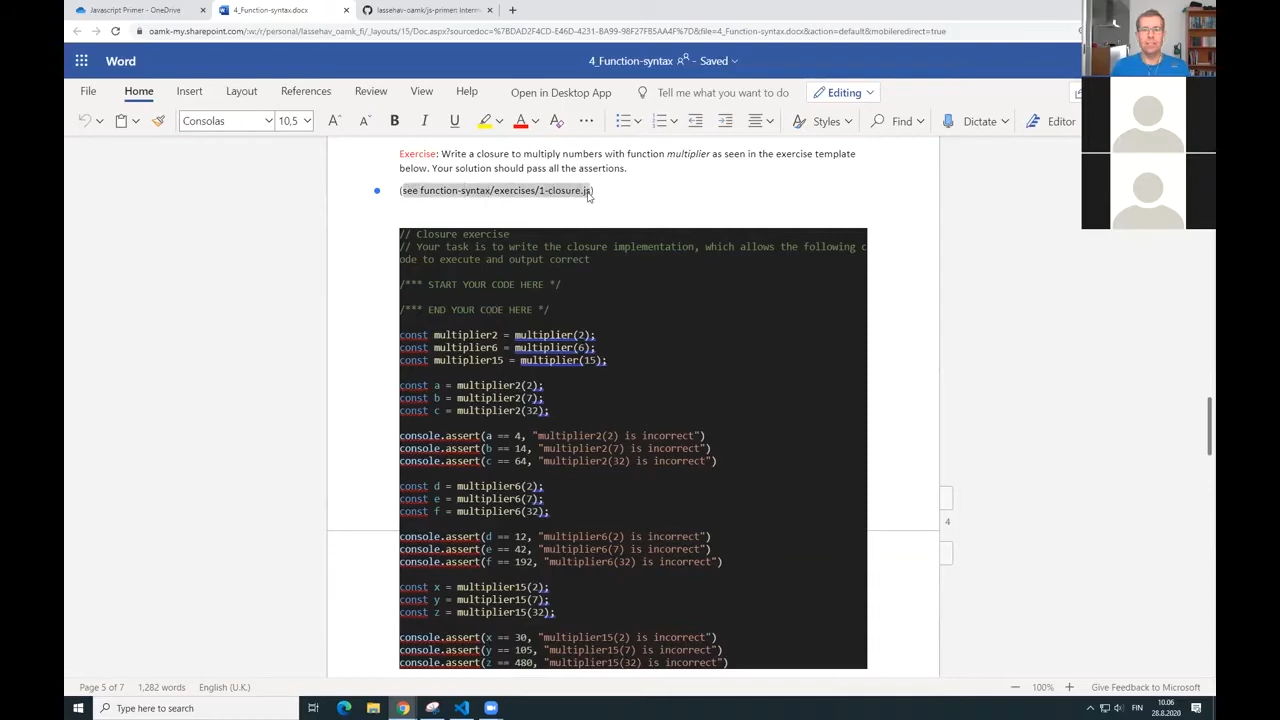 Javascript Primer - OneDrive
4_Function-syntax.docx
lassehav-oamk/js-primer: Interm
oamk-my.sharepoint.com/:w:/r/personal/lassehav_oamk_fi/_layouts/15/Doc.aspx?sourcedoc=%7BDAD2F4CD-E46D-4231-BA99-98F27FB5AA4F%7D&file=4_Function-syntax.docx&action=default&mobileredirect=true
Word
4_Function-syntax
- Saved
File
Home
Insert
Layout
References
Review
View
Help
Open in Desktop App
Tell me what you want to do
Editing
Consolas
10,5
A
A
B
I
U
A
Styles
Find
Dictate
Editor
Exercise: Write a closure to multiply numbers with function multiplier as seen in the exercise template
below. Your solution should pass all the assertions.
(see function-syntax/exercises/1-closure.js)
// Closure exercise
// Your task is to write the closure implementation, which allows the following c
ode to execute and output correct
/*** START YOUR CODE HERE */
/*** END YOUR CODE HERE */
const multiplier2 = multiplier(2);
const multiplier6 = multiplier(6);
const multiplier15 = multiplier(15);
const a = multiplier2(2);
const b = multiplier2(7);
const c = multiplier2(32);
console.assert(a == 4, "multiplier2(2) is incorrect")
console.assert(b == 14, "multiplier2(7) is incorrect")
console.assert(c == 64, "multiplier2(32) is incorrect")
const d = multiplier6(2);
const e = multiplier6(7);
const f = multiplier6(32);
console.assert(d == 12, "multiplier6(2) is incorrect")
console.assert(e == 42, "multiplier6(7) is incorrect")
console.assert(f == 192, "multiplier6(32) is incorrect")
const x = multiplier15(2);
const y = multiplier15(7);
const z = multiplier15(32);
console.assert(x == 30, "multiplier15(2) is incorrect")
console.assert(y == 105, "multiplier15(7) is incorrect")
console.assert(z == 480, "multiplier15(32) is incorrect")
4
Page 5 of 7
1,282 words
English (U.K.)
100%
Give Feedback to Microsoft
Type here to search
FIN
10.06
28.8.2020